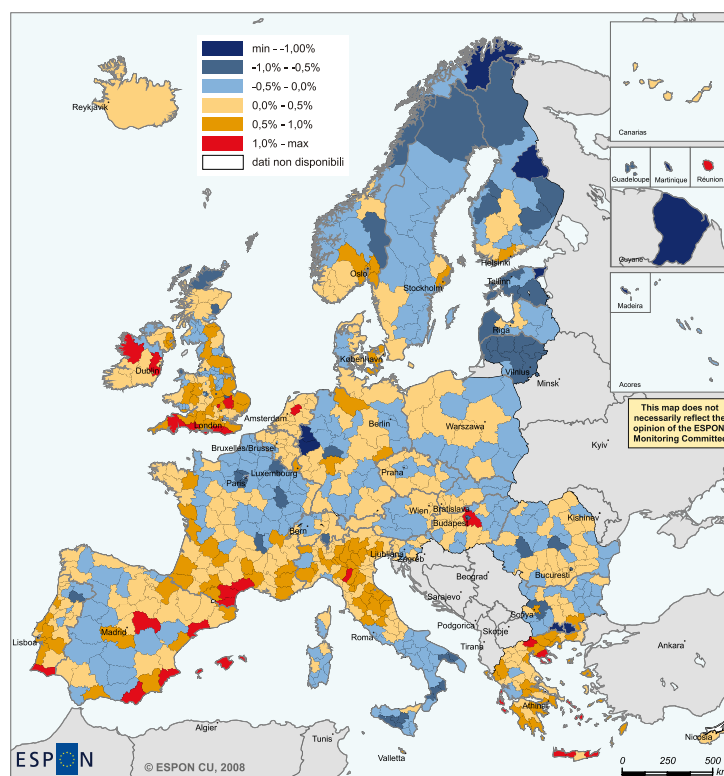 min - -1,00%
-1,0% - -0,5%
-0,5% - 0,0%
0,0% - 0,5%
0,5% - 1,0%
1,0% - max
dati non disponibili
Reykjavik
Canarias
Guadeloupe
Martinique
Réunion
Guyane
Madeira
Acores
Oslo
Helsinki
Stockholm
Tallinn
Riga
Vilnius
Minsk
København
Dublin
London
Amsterdam
Berlin
Warszawa
This map does not
necessarily reflect the
opinion of the ESPON
Monitoring Committee
Kyiv
Bruxelles/Brussel
Luxembourg
Paris
Praha
Wien
Bratislava
Budapest
Kishinev
Bern
Ljubljana
Zagreb
Beograd
Bucuresti
Sarajevo
Sofiya
Podgorica
Skopje
Tirana
Roma
Madrid
Lisboa
Ankara
Athinai
Nicosia
Algier
Tunis
Valletta
ESPON
© ESPON CU, 2008
0 250 500
km